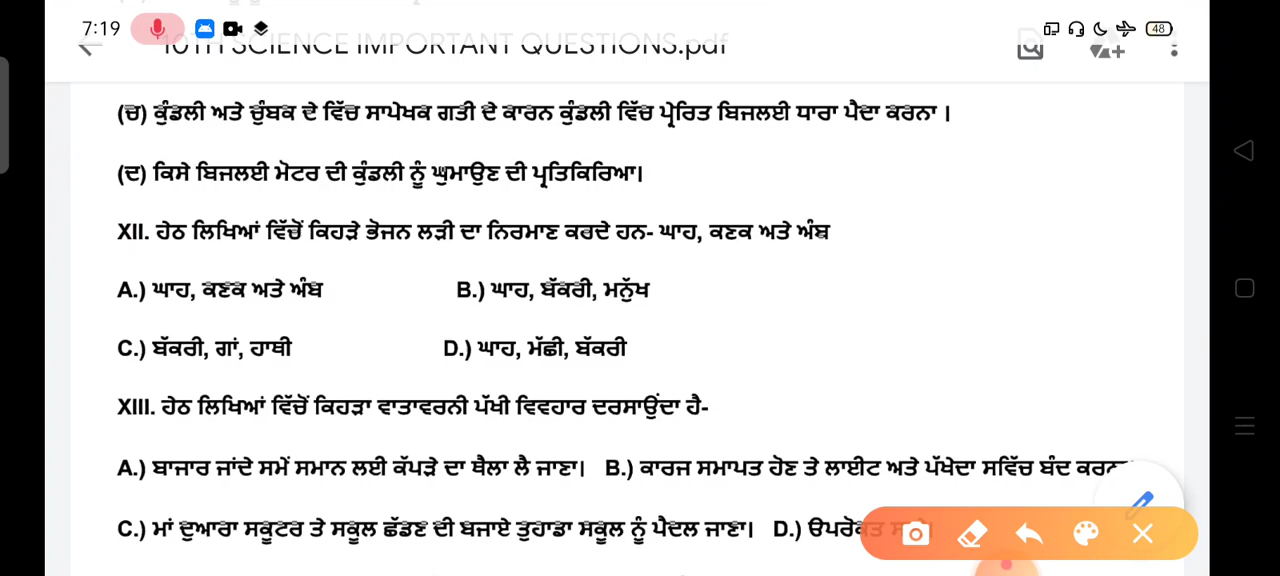 7:19 48
10TH SCIENCE IMPORTANT QUESTIONS.pdf
(ਚ) ਕੁੰਡਲੀ ਅਤੇ ਚੁੰਬਕ ਦੇ ਵਿੱਚ ਸਾਪੇਖਕ ਗਤੀ ਦੇ ਕਾਰਨ ਕੁੰਡਲੀ ਵਿੱਚ ਪ੍ਰੇਰਿਤ ਬਿਜਲਈ ਧਾਰਾ ਪੈਦਾ ਕਰਨਾ ।
(ਦ) ਕਿਸੇ ਬਿਜਲਈ ਮੋਟਰ ਦੀ ਕੁੰਡਲੀ ਨੂੰ ਘੁਮਾਉਣ ਦੀ ਪ੍ਰਤਿਕਿਰਿਆ।
XII. ਹੇਠ ਲਿਖਿਆਂ ਵਿੱਚੋਂ ਕਿਹੜੇ ਭੋਜਨ ਲੜੀ ਦਾ ਨਿਰਮਾਣ ਕਰਦੇ ਹਨ- ਘਾਹ, ਕਣਕ ਅਤੇ ਅੰਬ
A.) ਘਾਹ, ਕਣਕ ਅਤੇ ਅੰਬ B.) ਘਾਹ, ਬੱਕਰੀ, ਮਨੁੱਖ
C.) ਬੱਕਰੀ, ਗਾਂ, ਹਾਥੀ D.) ਘਾਹ, ਮੱਛੀ, ਬੱਕਰੀ
XIII. ਹੇਠ ਲਿਖਿਆਂ ਵਿੱਚੋਂ ਕਿਹੜਾ ਵਾਤਾਵਰਨੀ ਪੱਖੀ ਵਿਵਹਾਰ ਦਰਸਾਉਂਦਾ ਹੈ-
A.) ਬਾਜਾਰ ਜਾਂਦੇ ਸਮੇਂ ਸਮਾਨ ਲਈ ਕੱਪੜੇ ਦਾ ਥੈਲਾ ਲੈ ਜਾਣਾ। B.) ਕਾਰਜ ਸਮਾਪਤ ਹੋਣ ਤੇ ਲਾਈਟ ਅਤੇ ਪੱਖੇਦਾ ਸਵਿੱਚ ਬੰਦ
C.) ਮਾਂ ਦੁਆਰਾ ਸਕੂਟਰ ਤੇ ਸਕੂਲ ਛੱਡਣ ਦੀ ਬਜਾਏ ਤੁਹਾਡਾ ਸਕੂਲ ਨੂੰ ਪੈਦਲ ਜਾਣਾ। D.)